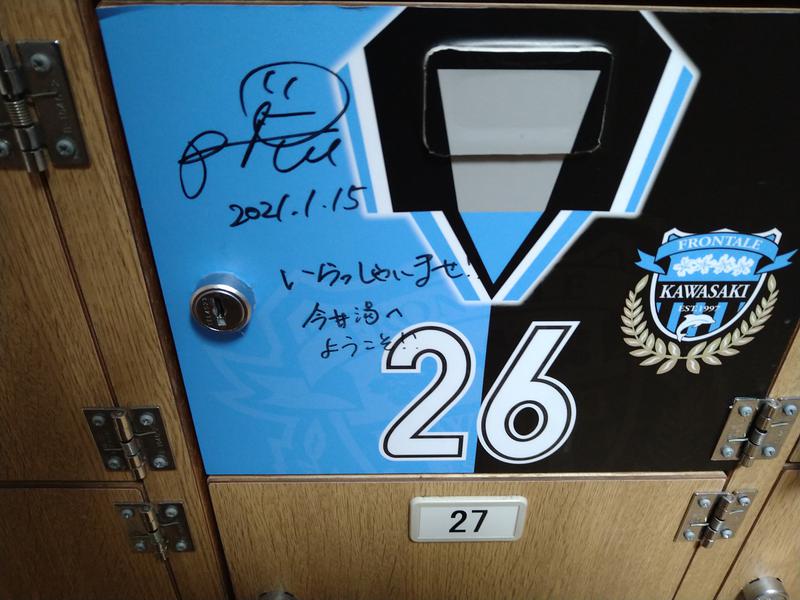 2021.1.15
いらっしゃいませ!
今井湯へ
ようこそ!!
26
FRONTALE
KAWASAKI
EST.1997
27